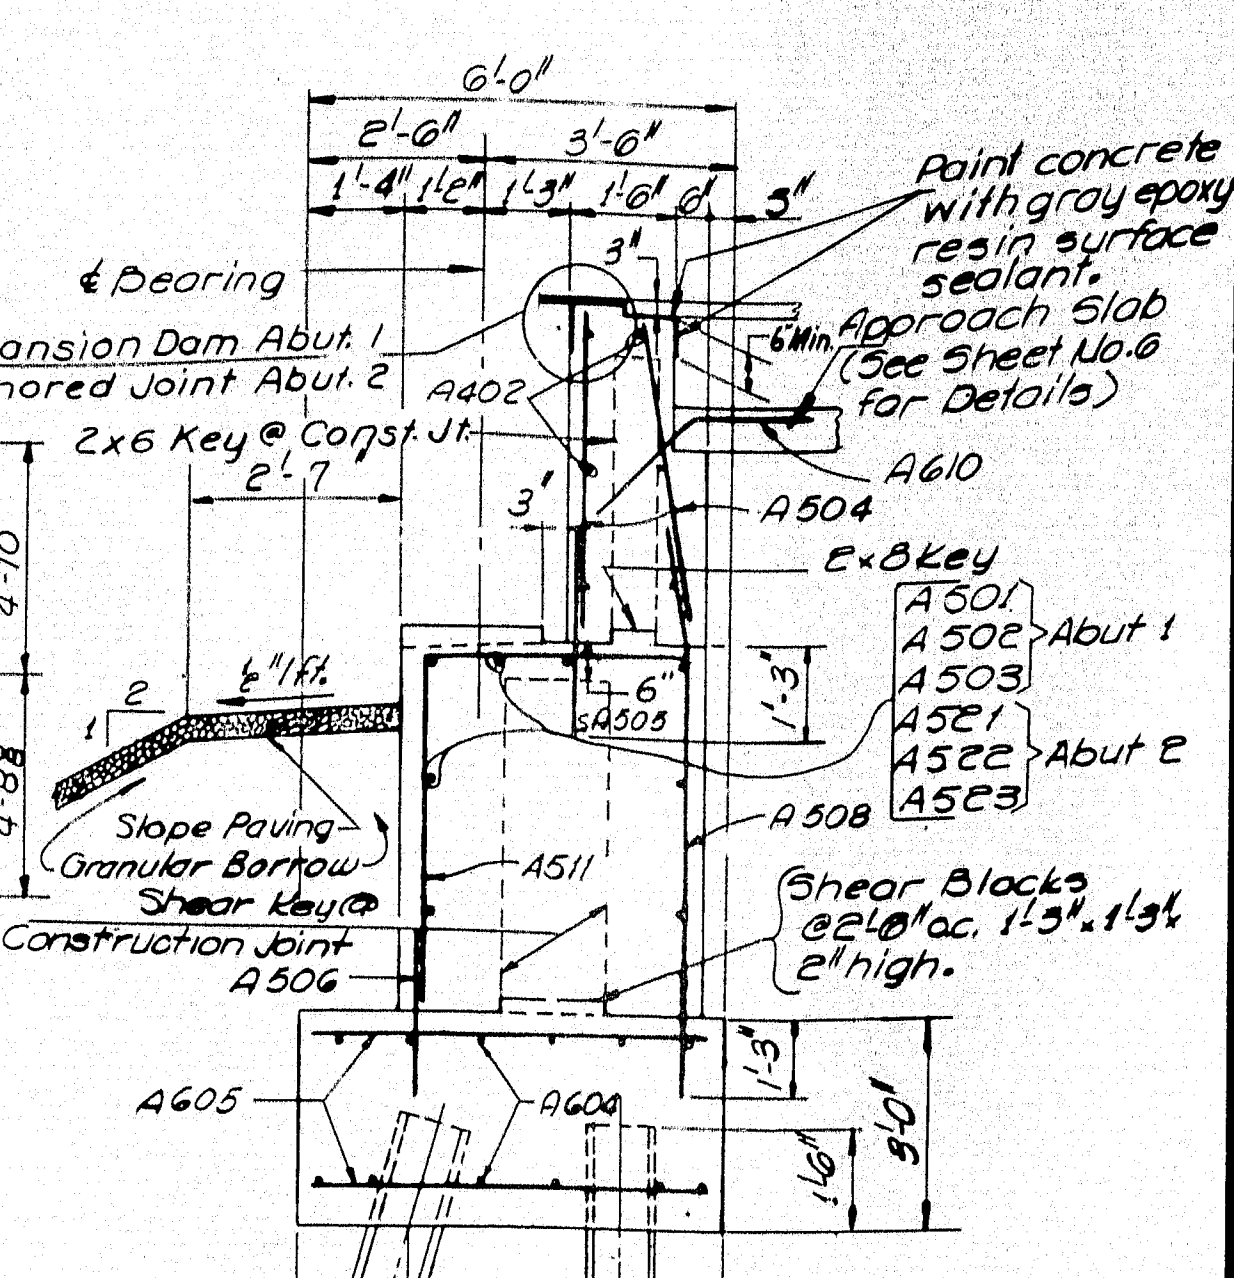 6'-0"
2'-6" 3'-6"
1'-4" 1'-2" 1'-3" 1'-6" 6" 3"
Paint concrete
with gray epoxy
resin surface
sealant.
3"
℄ Bearing
ansion Dam Abut. 1
nored Joint Abut. 2
6" Min.
Approach Slab
(See Sheet No. 6
for Details)
A402
2x6 Key @ Const. Jt.
2'-7"
A610
3"
A504
4'-10
2x8 Key
A501
A502
A503
Abut 1
A521
A522
A523
Abut 2
1'-3"
2
1
½"/ft.
6"
A505
4'-8
A508
Slope Paving
Granular Borrow
A511
Shear Key @
Construction Joint
A506
Shear Blocks
@ 2'-8" oc. 1'-3" x 1'-3" x
2" high.
1'-3"
3'-0"
A605
A604
1'-6"